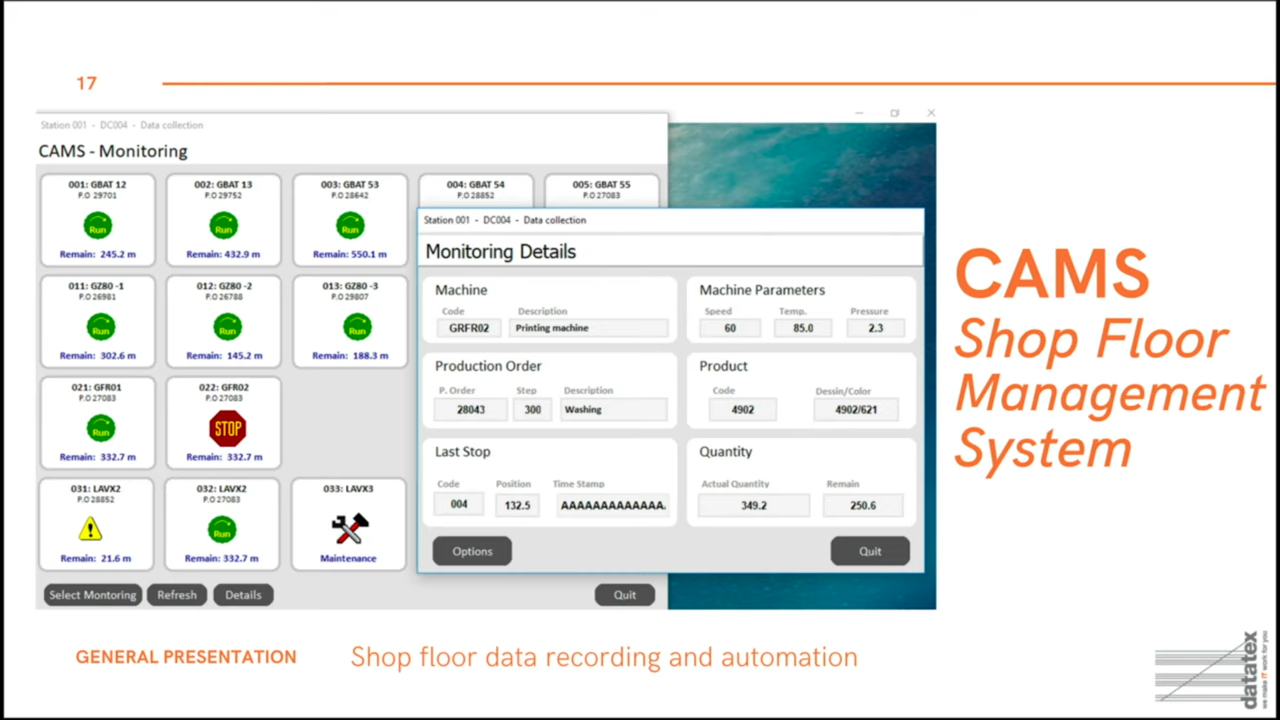 17
Station 001 - DC004 - Data collection
CAMS - Monitoring
001: GBAT 12
P.O 29701
Run
Remain: 245.2 m
002: GBAT 13
P.O 29752
Run
Remain: 432.9 m
003: GBAT 53
P.O 28642
Run
Remain: 550.1 m
004: GBAT 54
P.O 28852
005: GBAT 55
P.O 27083
011: GZ80 -1
P.O 26981
Run
Remain: 302.6 m
012: GZ80 -2
P.O 26788
Run
Remain: 145.2 m
013: GZ80 -3
P.O 29807
Run
Remain: 188.3 m
021: GFR01
P.O 27083
Run
Remain: 332.7 m
022: GFR02
P.O 27083
STOP
Remain: 332.7 m
031: LAVX2
P.O 28852
Remain: 21.6 m
032: LAVX2
P.O 27083
Run
Remain: 332.7 m
033: LAVX3
Maintenance
Select Montoring
Refresh
Details
Quit
Station 001 - DC004 - Data collection
Monitoring Details
Machine
Code Description
GRFR02 Printing machine
Machine Parameters
Speed Temp. Pressure
60 85.0 2.3
Production Order
P. Order Step Description
28043 300 Washing
Product
Code Dessin/Color
4902 4902/621
Last Stop
Code Position Time Stamp
004 132.5 AAAAAAAAAAAAA.
Quantity
Actual Quantity Remain
349.2 250.6
Options
Quit
CAMS
Shop Floor
Management
System
GENERAL PRESENTATION
Shop floor data recording and automation
datatex
we make IT work for you